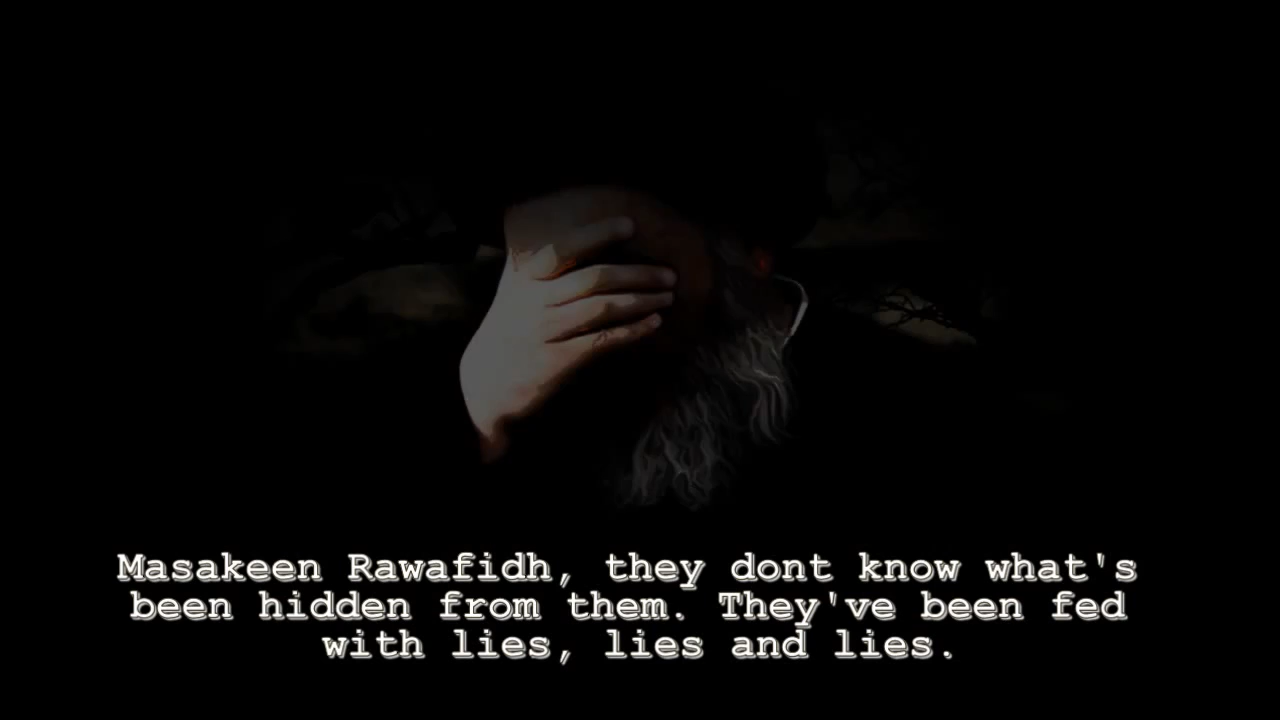 Masakeen Rawafidh, they dont know what's
been hidden from them. They've been fed
with lies, lies and lies.